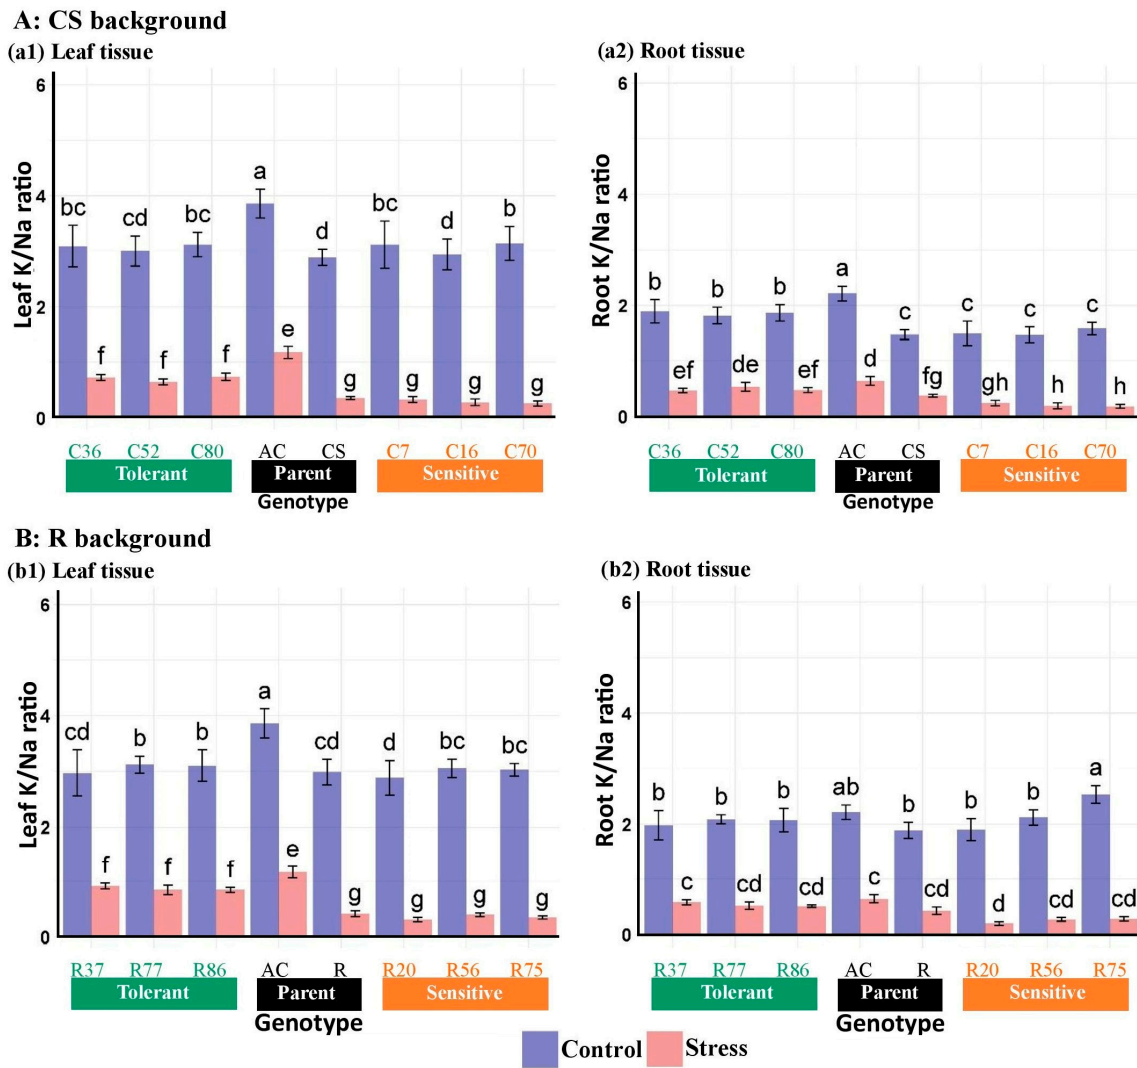 A: CS background
(a1) Leaf tissue
Leaf K/Na ratio
6
4
2
0
bc cd bc a d bc d b
f f f e g g g g
C36 C52 C80 AC CS C7 C16 C70
Tolerant Parent Sensitive
Genotype
(a2) Root tissue
Root K/Na ratio
6
4
2
0
b b b a c c c c
ef de ef d fg gh h h
C36 C52 C80 AC CS C7 C16 C70
Tolerant Parent Sensitive
Genotype
B: R background
(b1) Leaf tissue
Leaf K/Na ratio
6
4
2
0
cd b b a cd d bc bc
f f f e g g g g
R37 R77 R86 AC R R20 R56 R75
Tolerant Parent Sensitive
Genotype
(b2) Root tissue
Root K/Na ratio
6
4
2
0
b b b ab b b b a
c cd cd c cd d cd cd
R37 R77 R86 AC R R20 R56 R75
Tolerant Parent Sensitive
Genotype
Control Stress